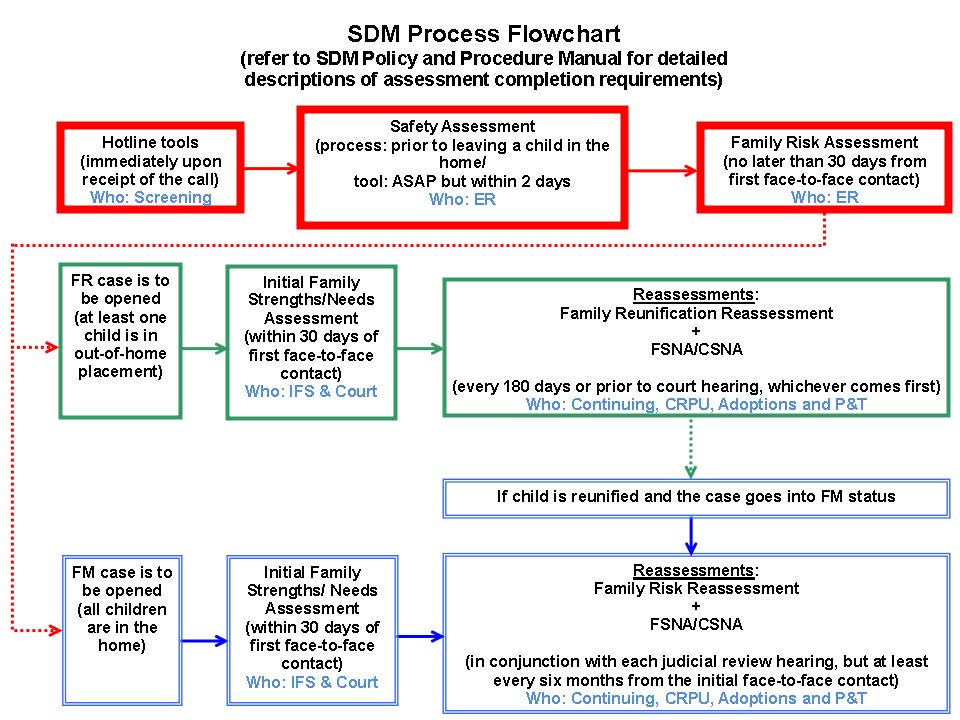 SDM Process Flowchart
(refer to SDM Policy and Procedure Manual for detailed
descriptions of assessment completion requirements)
Hotline tools
(immediately upon
receipt of the call)
Who: Screening
Safety Assessment
(process: prior to leaving a child in the
home/
tool: ASAP but within 2 days
Who: ER
Family Risk Assessment
(no later than 30 days from
first face-to-face contact)
Who: ER
FR case is to
be opened
(at least one
child is in
out-of-home
placement)
Initial Family
Strengths/Needs
Assessment
(within 30 days of
first face-to-face
contact)
Who: IFS & Court
Reassessments:
Family Reunification Reassessment
+
FSNA/CSNA
(every 180 days or prior to court hearing, whichever comes first)
Who: Continuing, CRPU, Adoptions and P&T
If child is reunified and the case goes into FM status
FM case is to
be opened
(all children
are in the
home)
Initial Family
Strengths/ Needs
Assessment
(within 30 days of
first face-to-face
contact)
Who: IFS & Court
Reassessments:
Family Risk Reassessment
+
FSNA/CSNA
(in conjunction with each judicial review hearing, but at least
every six months from the initial face-to-face contact)
Who: Continuing, CRPU, Adoptions and P&T